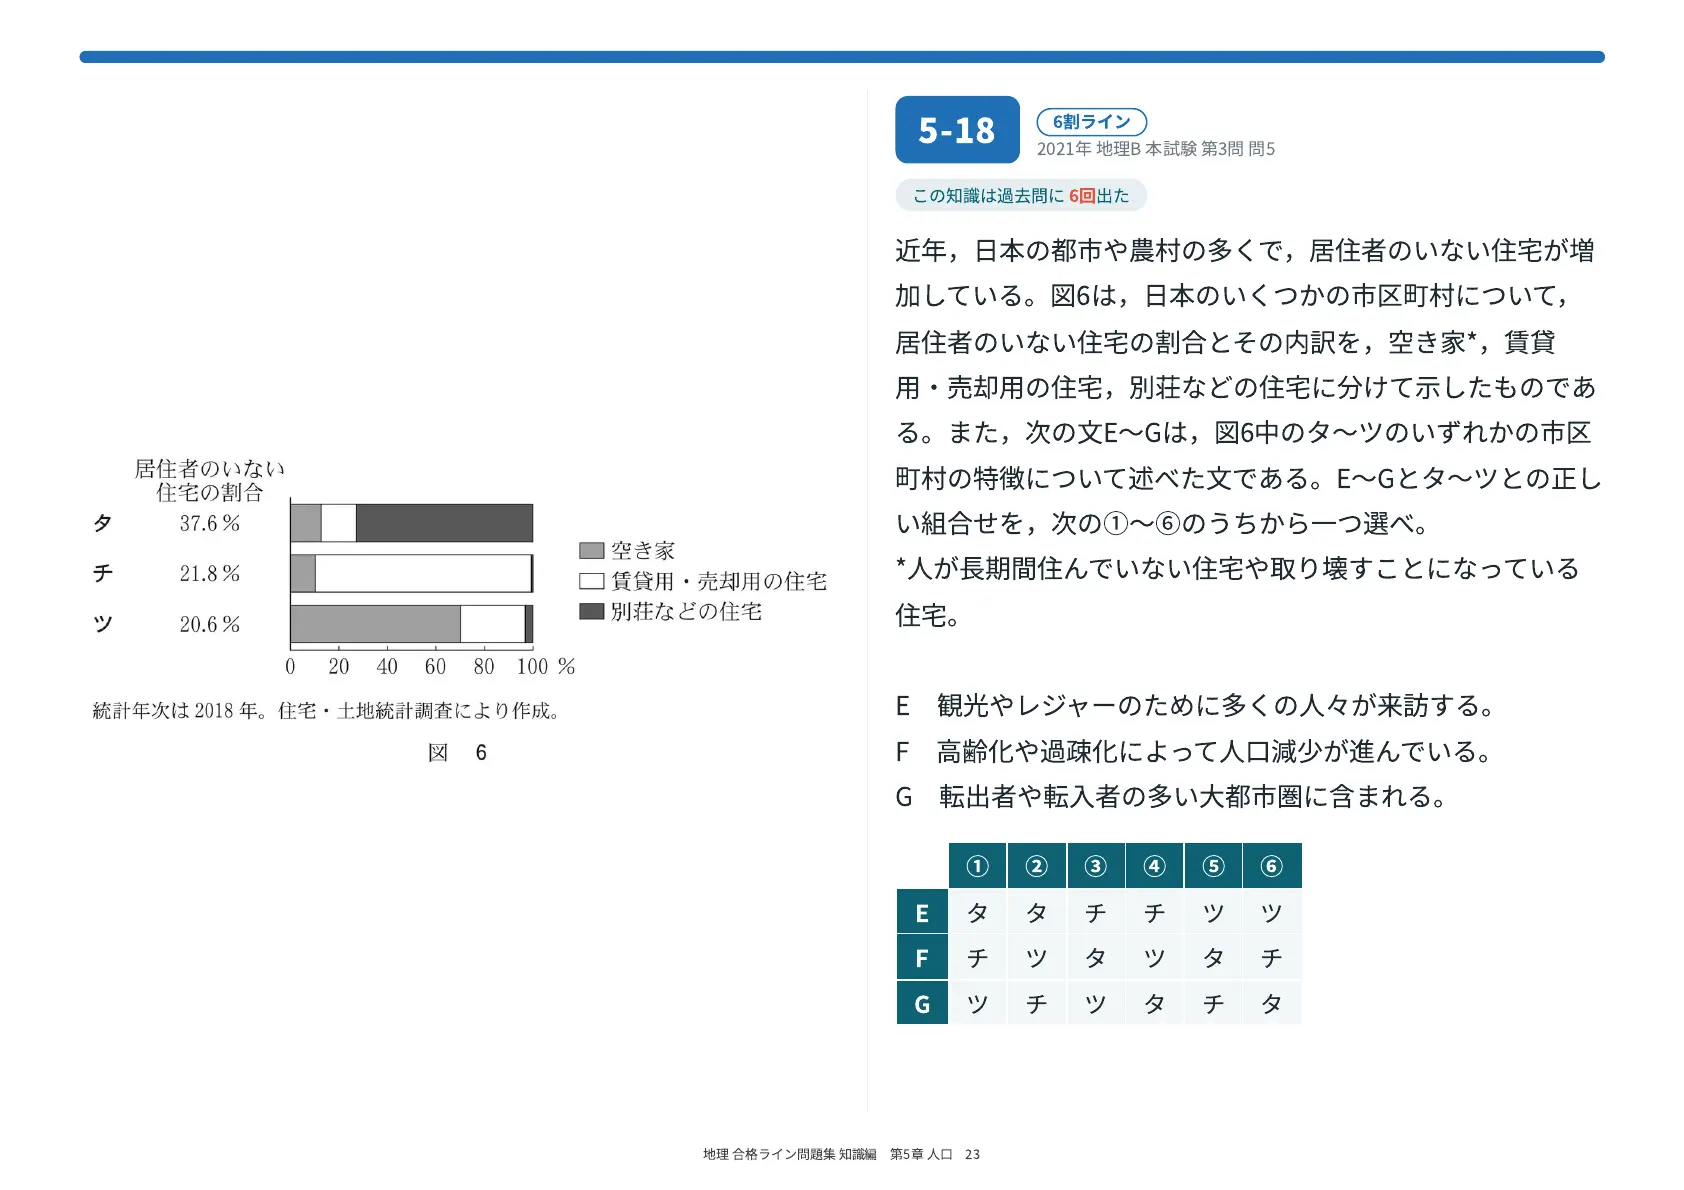 居住者のいない
住宅の割合
タ 37.6 %
チ 21.8 %
ツ 20.6 %
0 20 40 60 80 100 %
空き家
賃貸用・売却用の住宅
別荘などの住宅
統計年次は 2018 年。住宅・土地統計調査により作成。
図 6
5-18
6割ライン
2021年 地理B 本試験 第3問 問5
この知識は過去問に 6回出た
近年，日本の都市や農村の多くで，居住者のいない住宅が増
加している。図6は，日本のいくつかの市区町村について，
居住者のいない住宅の割合とその内訳を，空き家*，賃貸
用・売却用の住宅，別荘などの住宅に分けて示したものであ
る。また，次の文E～Gは，図6中のタ～ツのいずれかの市区
町村の特徴について述べた文である。E～Gとタ～ツとの正し
い組合せを，次の①～⑥のうちから一つ選べ。
*人が長期間住んでいない住宅や取り壊すことになっている
住宅。
E 観光やレジャーのために多くの人々が来訪する。
F 高齢化や過疎化によって人口減少が進んでいる。
G 転出者や転入者の多い大都市圏に含まれる。
① ② ③ ④ ⑤ ⑥
E タ タ チ チ ツ ツ
F チ ツ タ ツ タ チ
G ツ チ ツ タ チ タ
地理 合格ライン問題集 知識編 第5章 人口 23